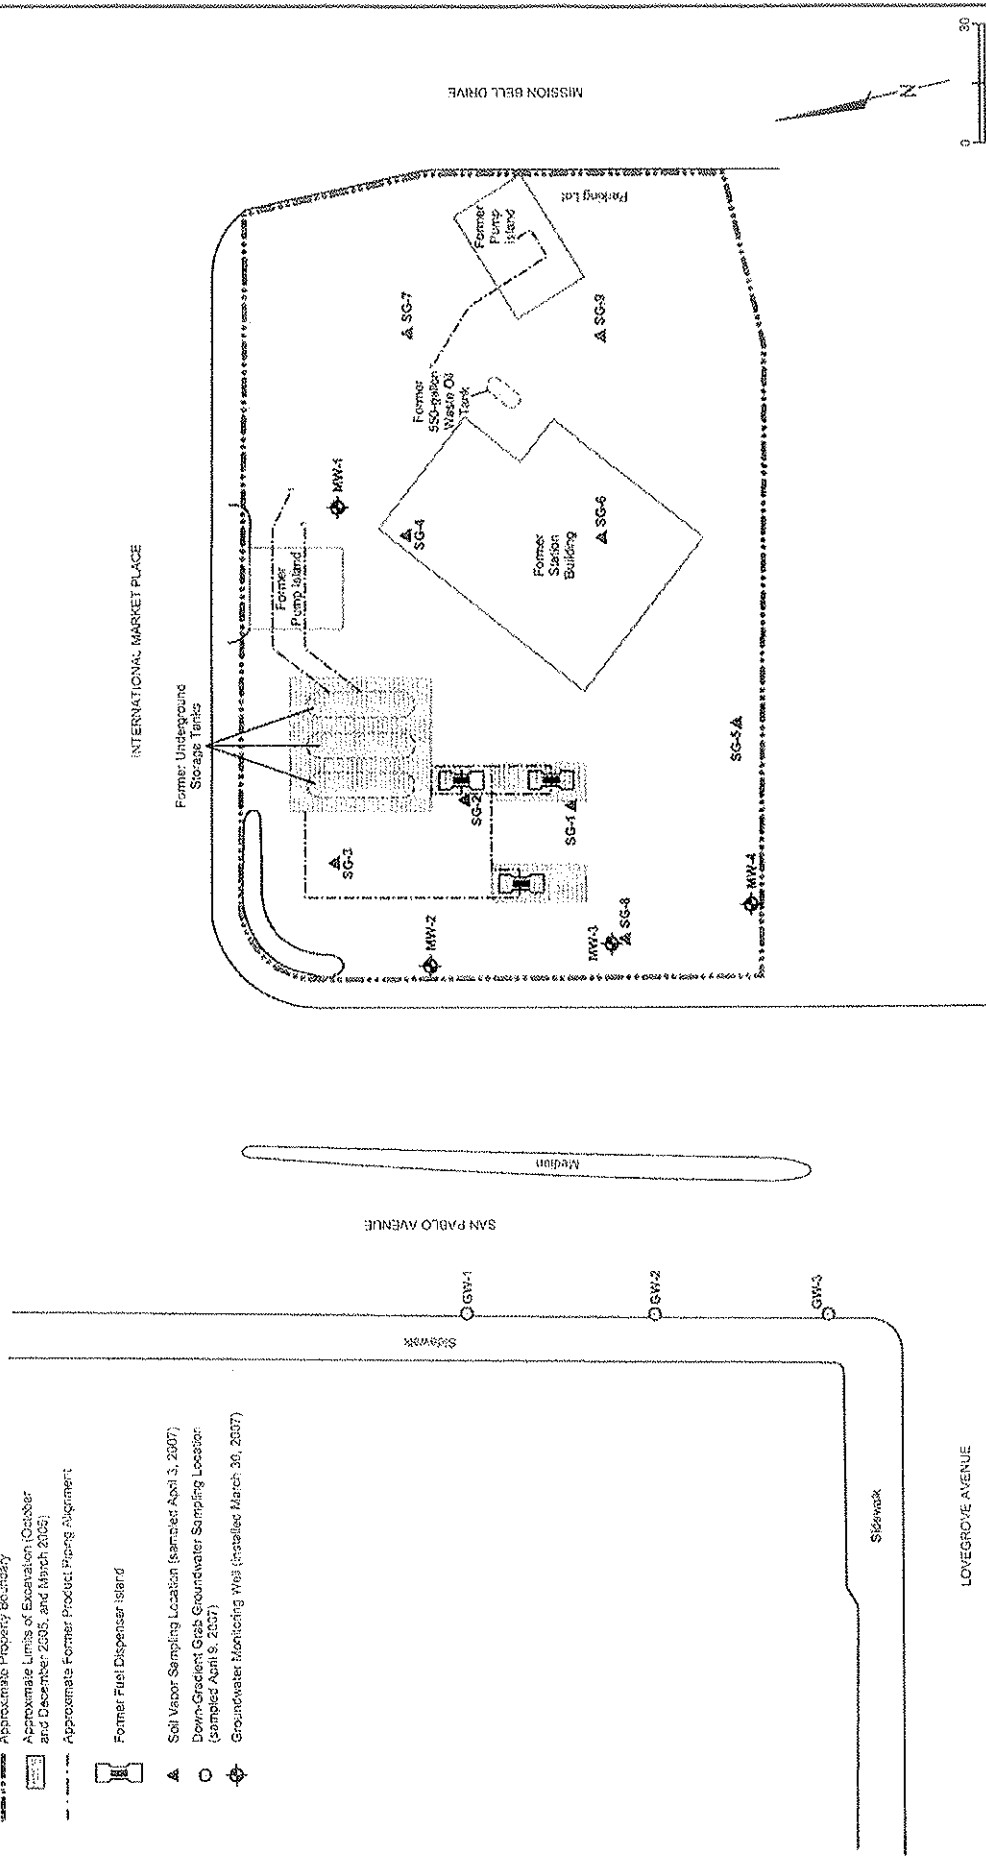 Approximate Property Boundary
Approximate Limits of Excavation (October
and December 2005, and March 2006)
Approximate Former Product Piping Alignment
Former Fuel Dispenser Island
Soil Vapor Sampling Location (sampled April 3, 2007)
Down-Gradient Grab Groundwater Sampling Location
(sampled April 9, 2007)
Groundwater Monitoring Well (installed March 30, 2007)
LOVEGROVE AVENUE
Sidewalk
Sidewalk
GW-1
GW-2
GW-3
SAN PABLO AVENUE
Median
INTERNATIONAL MARKET PLACE
Former Underground
Storage Tanks
MW-2
MW-3
SG-8
MW-4
SG-3
SG-2
SG-1
SG-5
Former
Pump Island
MW-1
SG-4
Former
Station
Building
SG-6
Former
550-gallon
Waste Oil
Tank
SG-7
SG-9
Former
Pump
Island
Parking Lot
MISSION BELL DRIVE
N
0
30